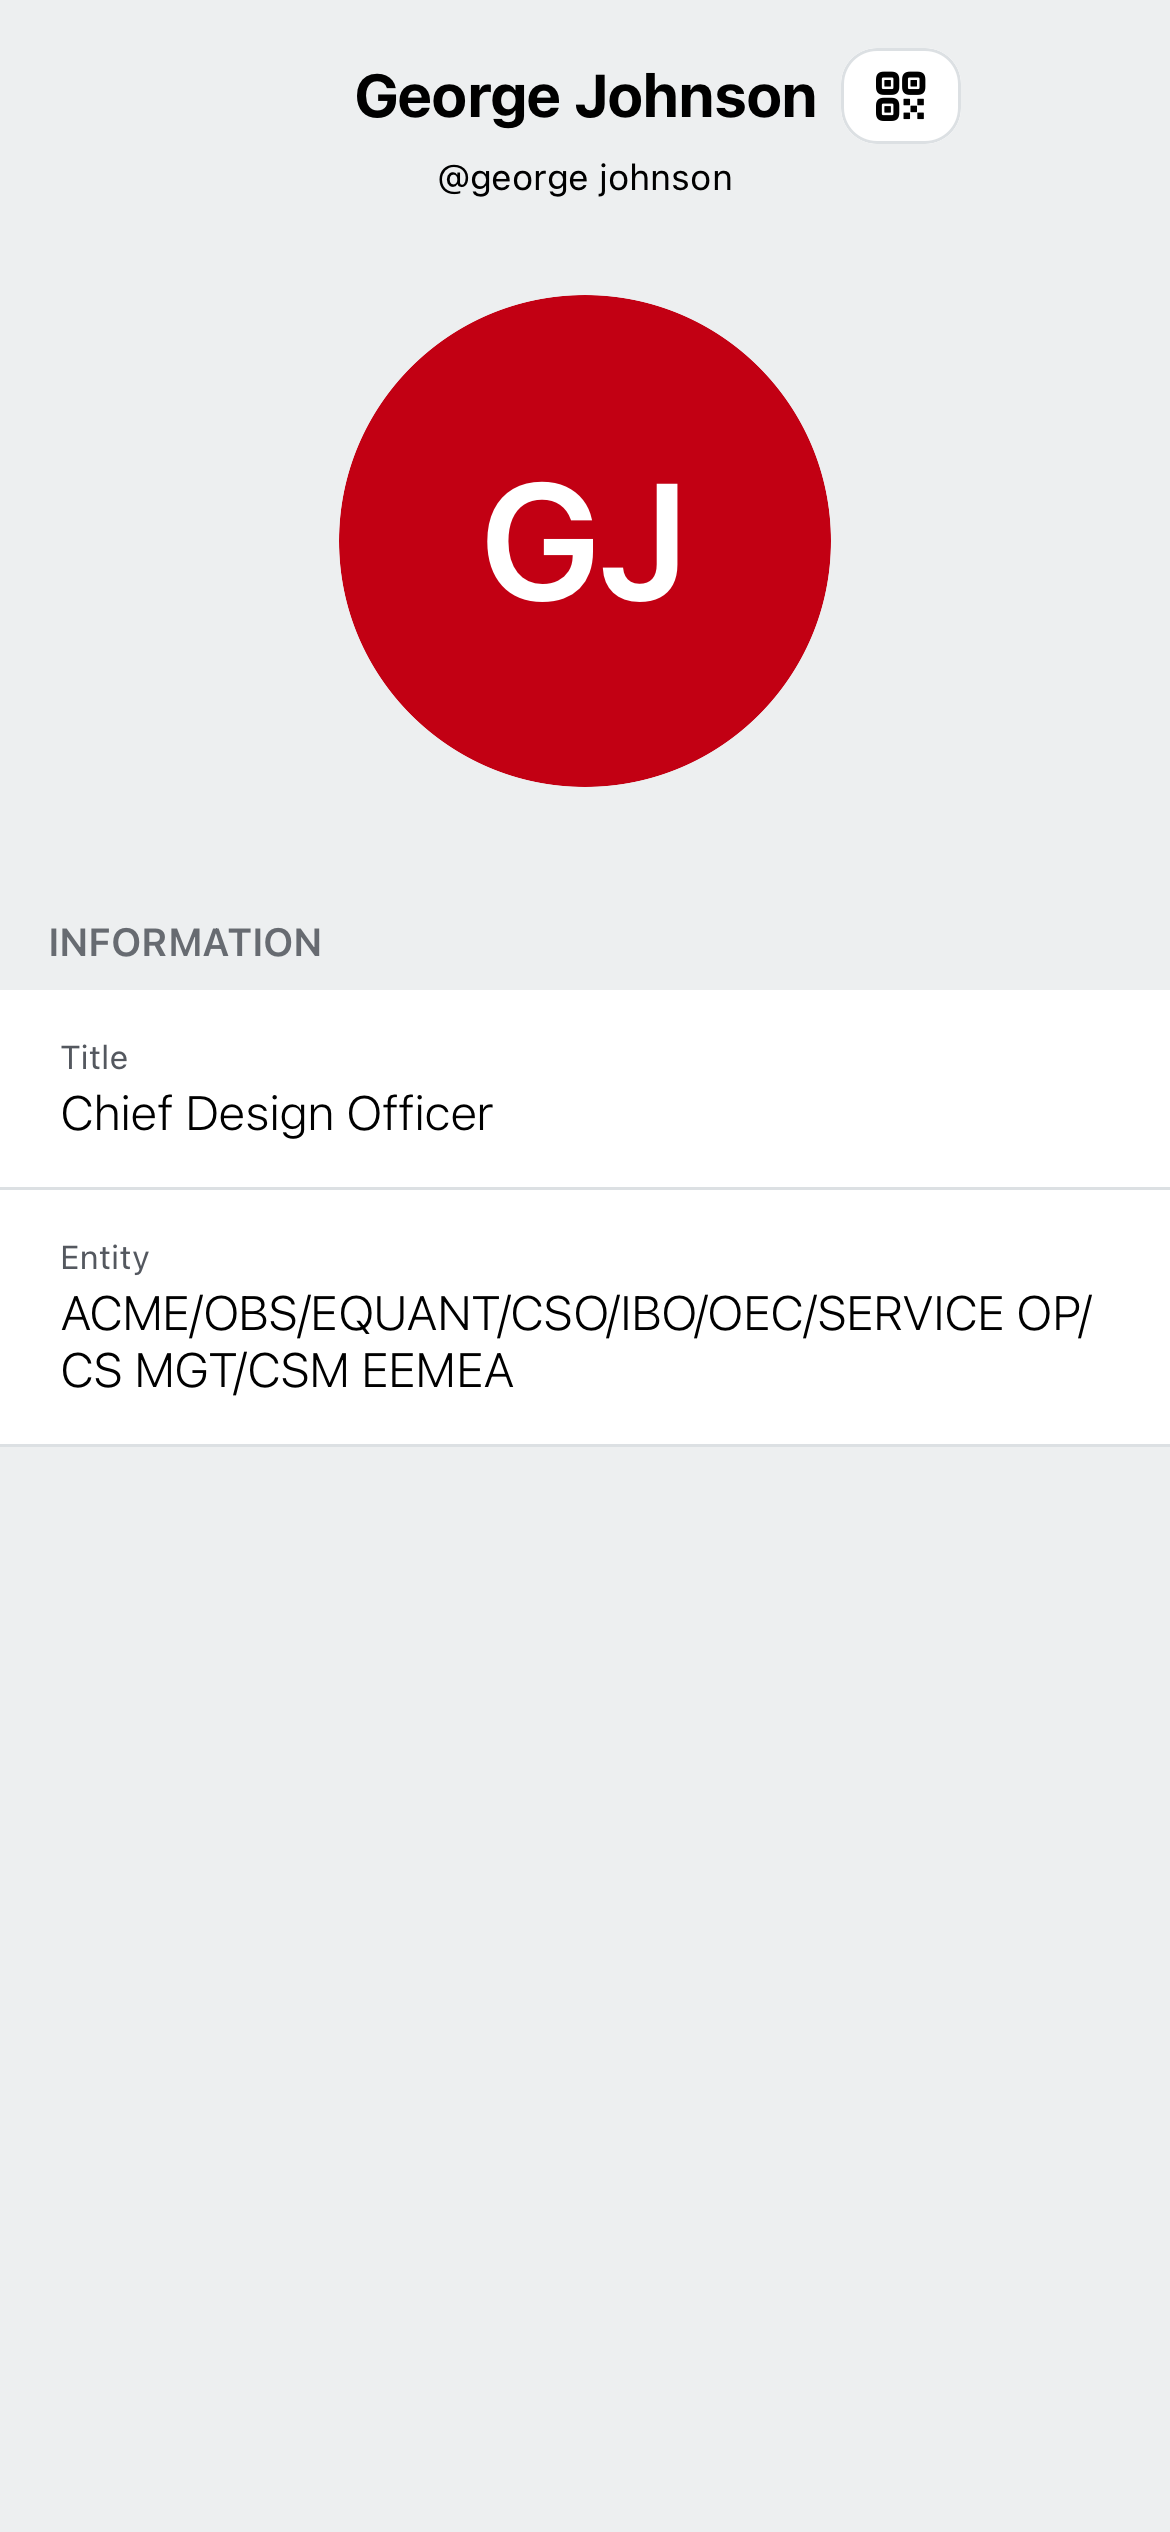 George Johnson
@george johnson
GJ
INFORMATION
Title
Chief Design Officer
Entity
ACME/OBS/EQUANT/CSO/IBO/OEC/SERVICE OP/
CS MGT/CSM EEMEA